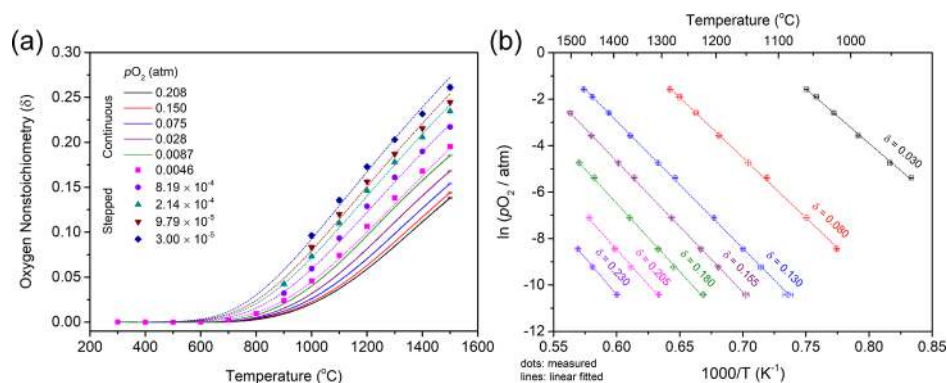 (a)
0.30
0.25
0.20
0.15
0.10
0.05
0.00
Oxygen Nonstoichiometry (δ)
pO₂ (atm)
Continuous
0.208
0.150
0.075
0.028
0.0087
Stepped
0.0046
8.19 × 10⁻⁴
2.14 × 10⁻⁴
9.79 × 10⁻⁵
3.00 × 10⁻⁵
200 400 600 800 1000 1200 1400 1600
Temperature (°C)
(b)
Temperature (°C)
1500 1400 1300 1200 1100 1000
0
-2
-4
-6
-8
-10
-12
ln (pO₂ / atm)
δ = 0.030
δ = 0.080
δ = 0.130
δ = 0.155
δ = 0.180
δ = 0.205
δ = 0.230
0.55 0.60 0.65 0.70 0.75 0.80 0.85
1000/T (K⁻¹)
dots: measured
lines: linear fitted